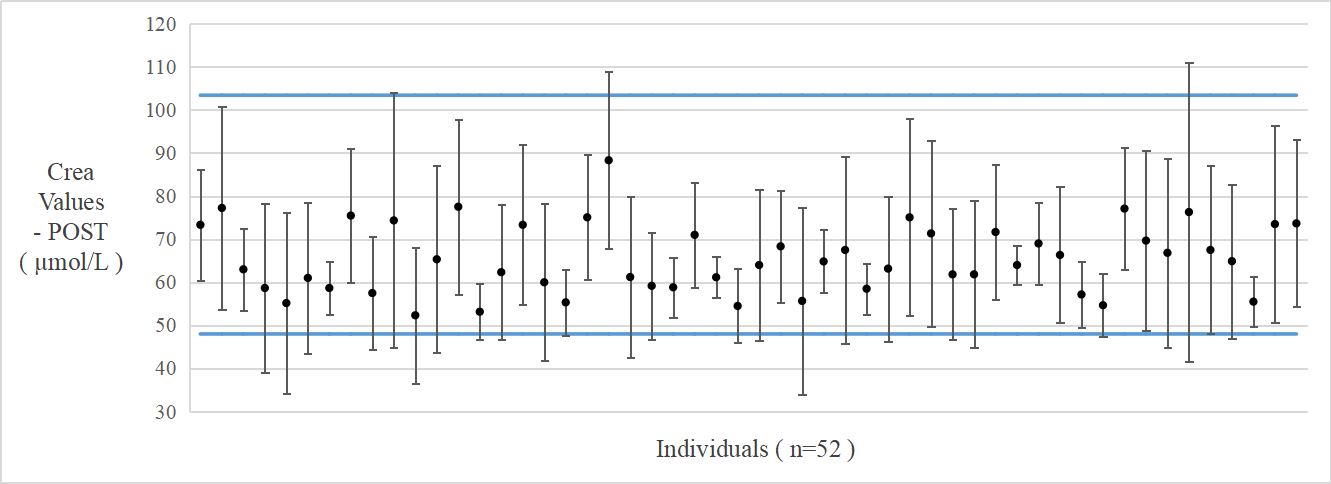 120
110
100
90
80
70
60
50
40
30
Crea
Values
- POST
( μmol/L )
Individuals ( n=52 )